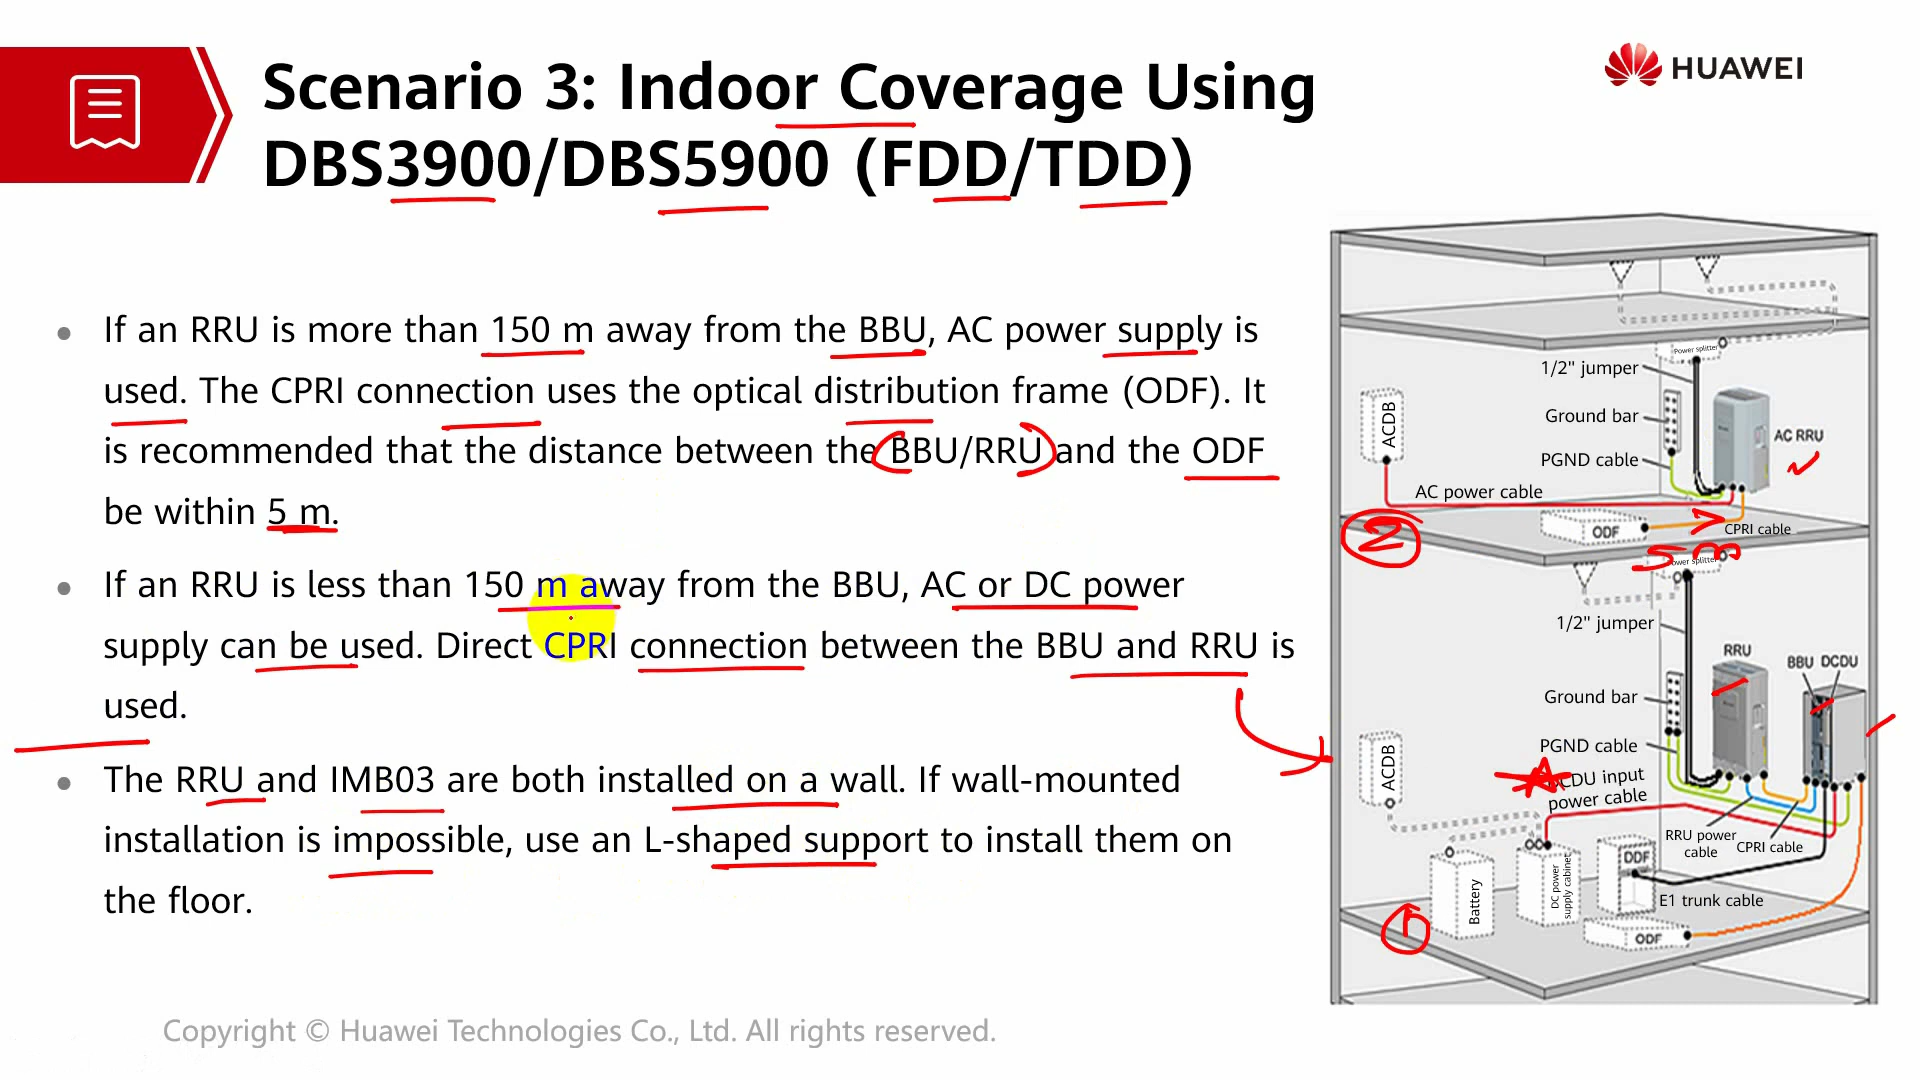 Scenario 3: Indoor Coverage Using
DBS3900/DBS5900 (FDD/TDD)
HUAWEI
If an RRU is more than 150 m away from the BBU, AC power supply is
used. The CPRI connection uses the optical distribution frame (ODF). It
is recommended that the distance between the BBU/RRU and the ODF
be within 5 m.
If an RRU is less than 150 m away from the BBU, AC or DC power
supply can be used. Direct CPRI connection between the BBU and RRU is
used.
The RRU and IMB03 are both installed on a wall. If wall-mounted
installation is impossible, use an L-shaped support to install them on
the floor.
Power splitter
1/2" jumper
ACDB
Ground bar
AC RRU
PGND cable
AC power cable
ODF
CPRI cable
2
5 m
Power splitter
1/2" jumper
RRU
BBU DCDU
Ground bar
PGND cable
ACDB
DCDU input
power cable
RRU power
cable
CPRI cable
Battery
DC power
supply cabinet
DDF
E1 trunk cable
ODF
1
Copyright © Huawei Technologies Co., Ltd. All rights reserved.